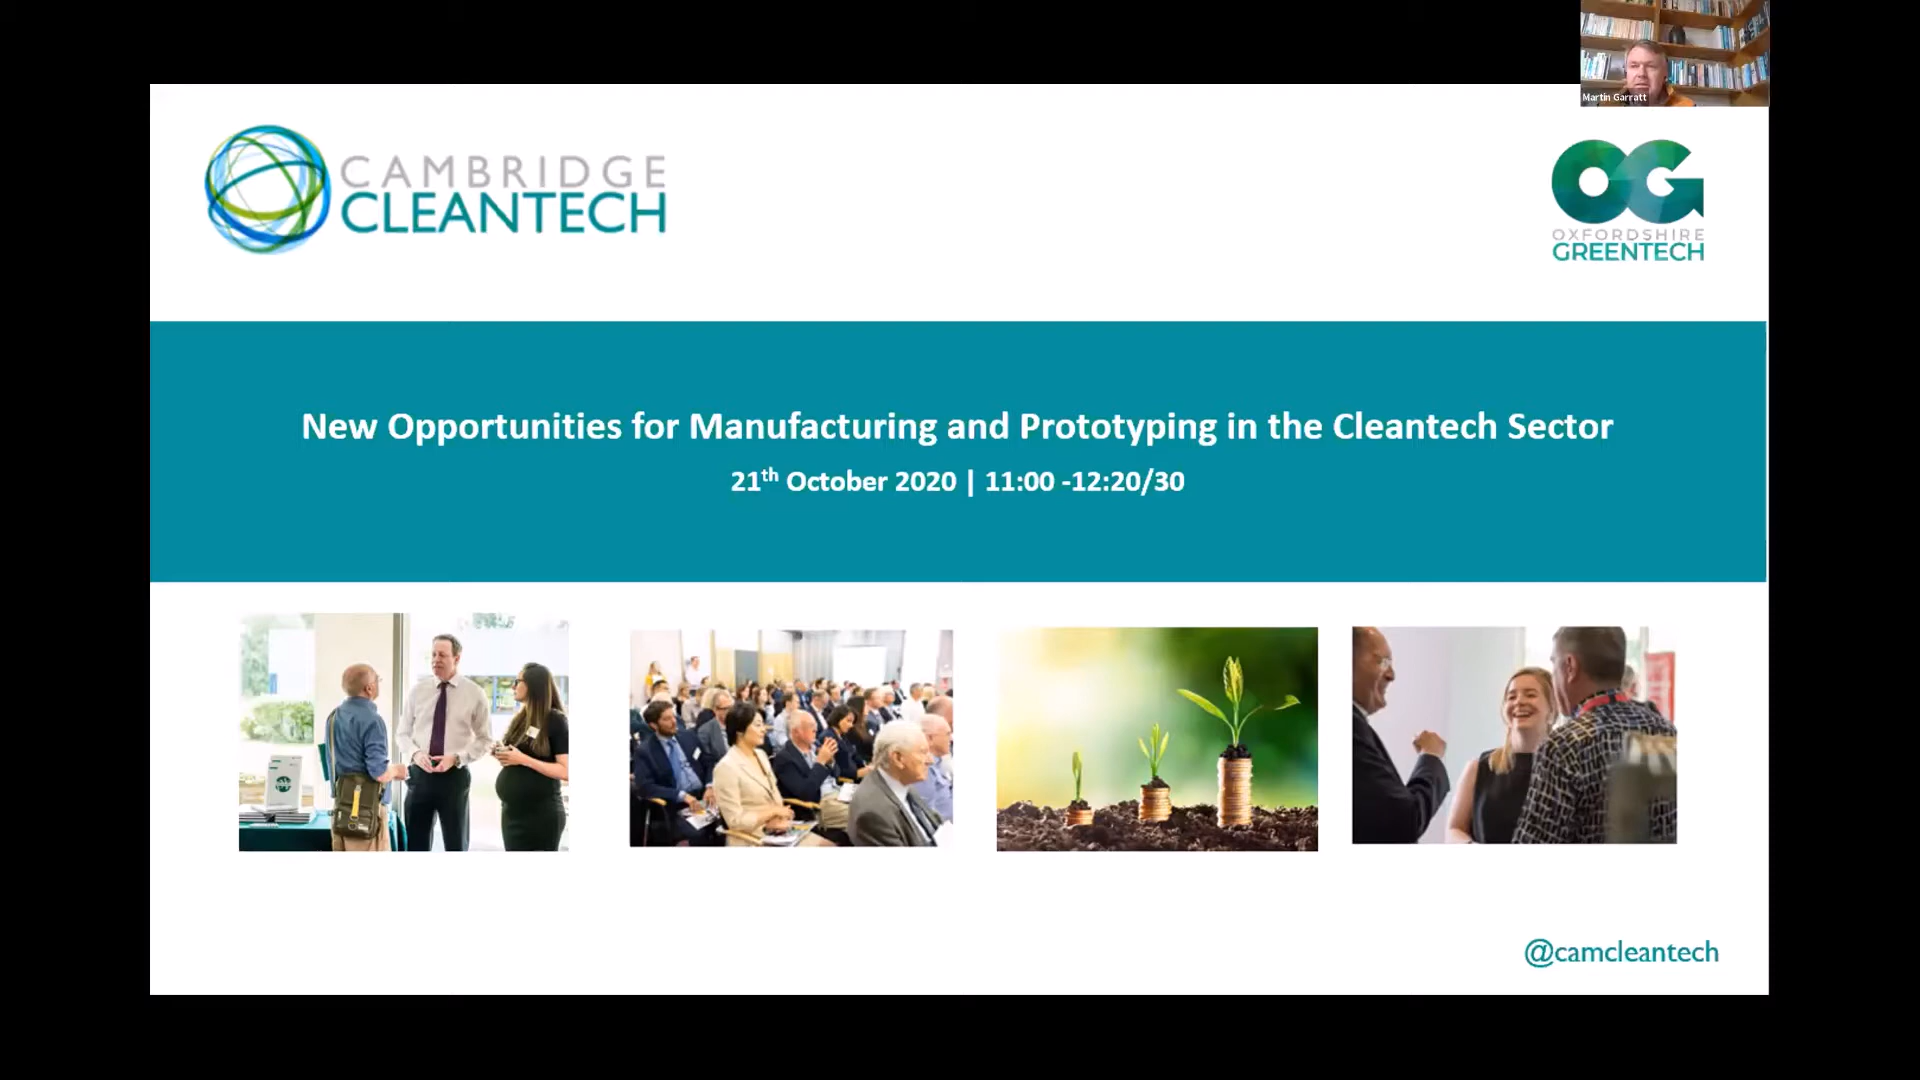 Martin Garratt
CAMBRIDGE
CLEANTECH
OG
OXFORDSHIRE
GREENTECH
New Opportunities for Manufacturing and Prototyping in the Cleantech Sector
21th October 2020 | 11:00 -12:20/30
@camcleantech